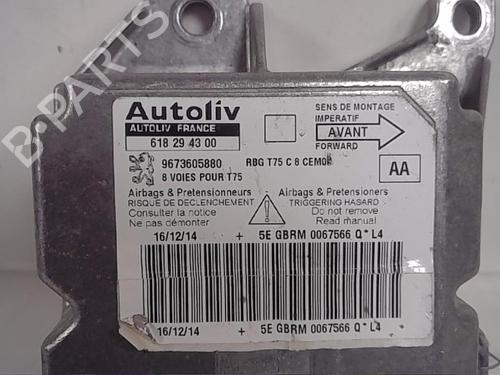 B-PARTS
Autoliv
AUTOLIV FRANCE
618 29 43 00
SENS DE MONTAGE
IMPERATIF
AVANT
FORWARD
9673605880
8 VOIES POUR T75
RBG T75 C 8 CEM0
AA
Airbags & Pretensionneurs
RISQUE DE DECLENCHEMENT
Consulter la notice
Ne pas démonter
Airbags & Pretensioners
TRIGGERING HASARD
Do not remove
Read manual
16/12/14 + 5E GBRM 0067566 Q * L4
16/12/14 + 5E GBRM 0067566 Q * L4